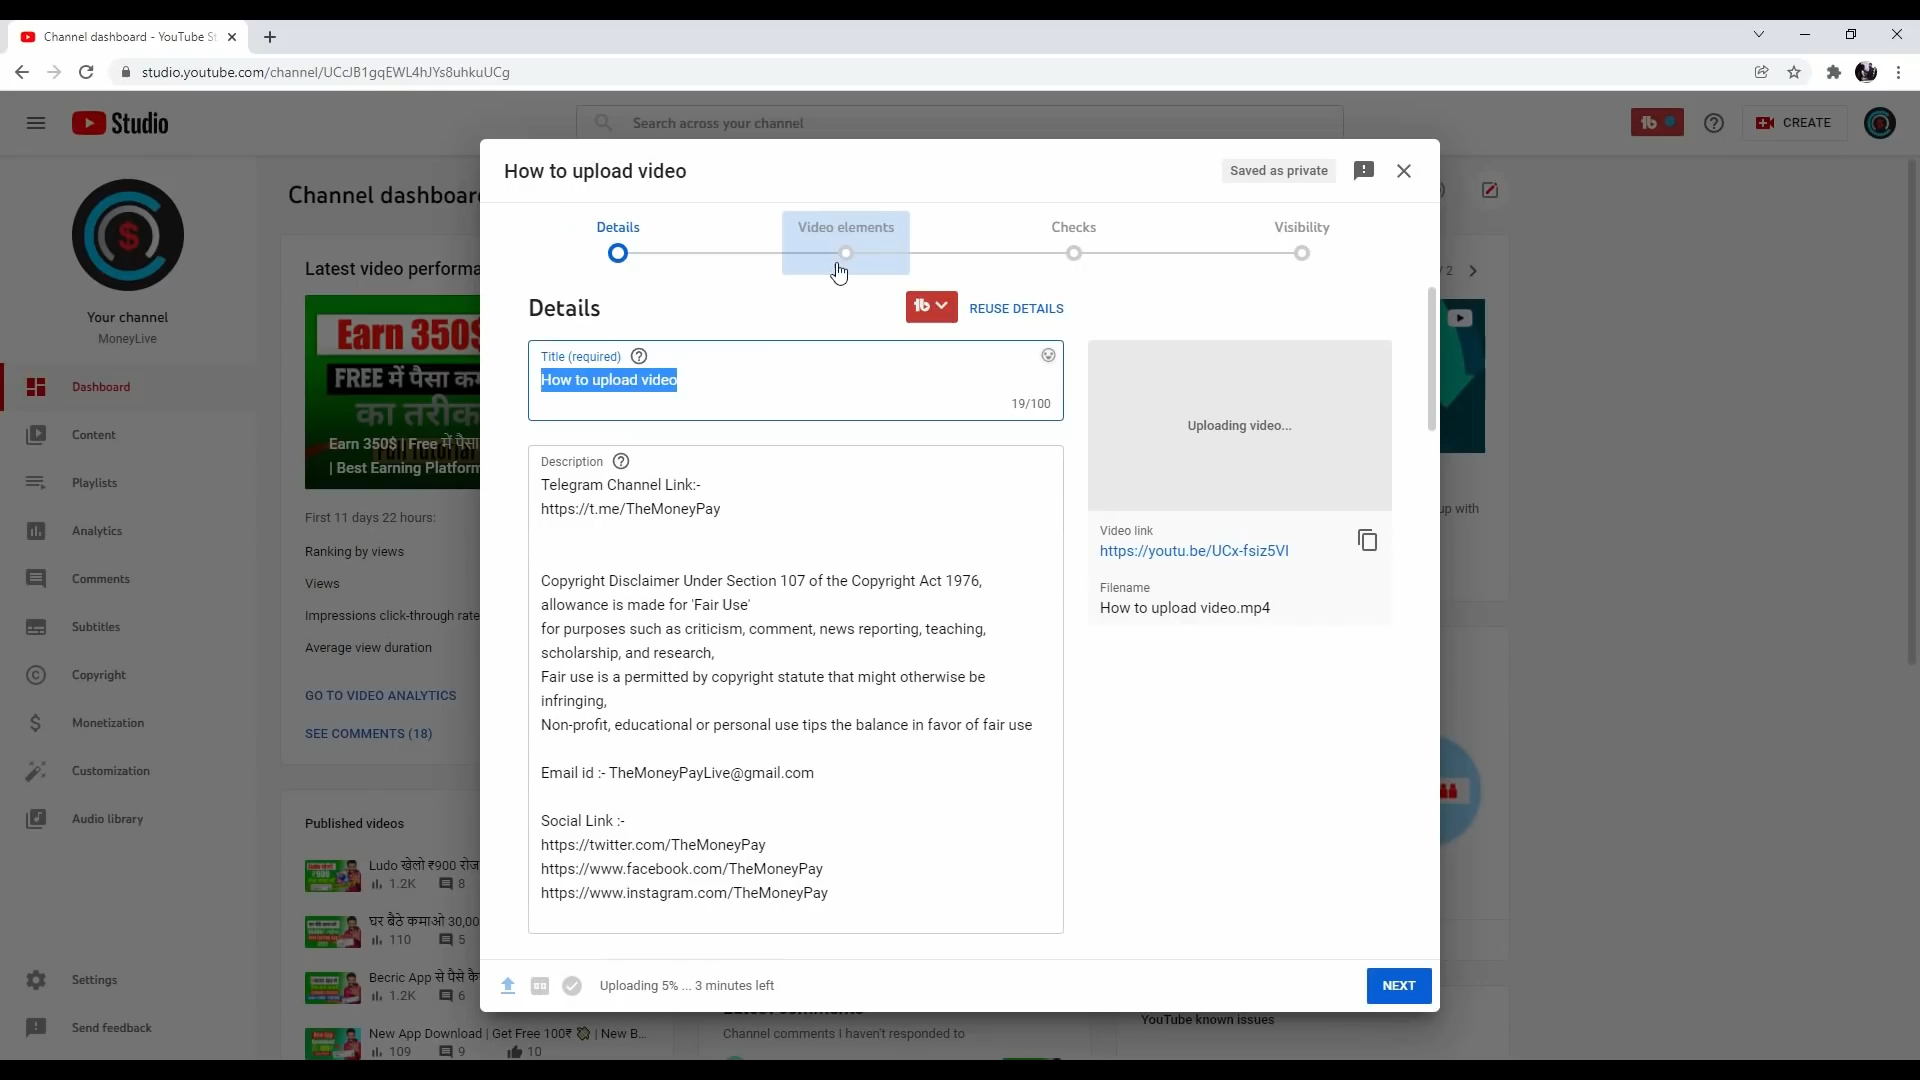 Channel dashboard - YouTube St
studio.youtube.com/channel/UCcJB1gqEWL4hJYs8uhkuUCg
Studio
Search across your channel
CREATE
Your channel
MoneyLive
Dashboard
Content
Playlists
Analytics
Comments
Subtitles
Copyright
Monetization
Customization
Audio library
Settings
Send feedback
Channel dashboard
Latest video performa
Earn 350$
FREE में पैसा कम
का तरीक
Earn 350$ | Free में पैसा
| Best Earning Platform
First 11 days 22 hours:
Ranking by views
Views
Impressions click-through rate
Average view duration
GO TO VIDEO ANALYTICS
SEE COMMENTS (18)
Published videos
Ludo खेलो ₹900 रोज
1.2K 8
घर बैठे कमाओ 30,00
110 5
Becric App से पैसे कै
1.2K 6
New App Download | Get Free 100₹ | New B...
109 9 10
How to upload video
Saved as private
Details
Video elements
Checks
Visibility
Details
REUSE DETAILS
Title (required)
How to upload video
19/100
Description
Telegram Channel Link:-
https://t.me/TheMoneyPay
Copyright Disclaimer Under Section 107 of the Copyright Act 1976,
allowance is made for 'Fair Use'
for purposes such as criticism, comment, news reporting, teaching,
scholarship, and research,
Fair use is a permitted by copyright statute that might otherwise be
infringing,
Non-profit, educational or personal use tips the balance in favor of fair use
Email id :- TheMoneyPayLive@gmail.com
Social Link :-
https://twitter.com/TheMoneyPay
https://www.facebook.com/TheMoneyPay
https://www.instagram.com/TheMoneyPay
Uploading video...
Video link
https://youtu.be/UCx-fsiz5VI
Filename
How to upload video.mp4
Uploading 5% ... 3 minutes left
NEXT
/ 2
up with
Channel comments I haven't responded to
YouTube known issues